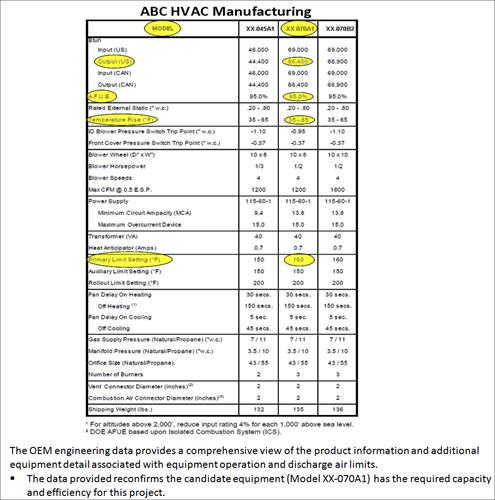 ABC HVAC Manufacturing
MODEL XX-045A1 XX-070A1 XX-070B2
Btuh
Input (US) 46,000 69,000 69,000
Output (US) 44,400 66,400 66,900
Input (CAN) 46,000 69,000 69,000
Output (CAN) 44,400 66,400 66,900
A.F.U.E. 95.0% 95.0% 95.0%
Rated External Static ("w.c.) .20 - .80 .20 - .80 .20 - .80
Temperature Rise (°F) 35 - 65 35 - 65 35 - 65
ID Blower Pressure Switch Trip Point ("w.c.) -1.10 -0.95 -1.10
Front Cover Pressure Switch Trip Point ("w.c.) -0.37 -0.37 -0.37
Blower Wheel (D" x W") 10 x 8 10 x 8 10 x 10
Blower Horsepower 1/3 1/2 1/2
Blower Speeds 4 4 4
Max CFM @ 0.5 E.S.P. 1200 1200 1600
Power Supply 115-60-1 115-60-1 115-60-1
Minimum Circuit Ampacity (MCA) 9.4 13.8 13.8
Maximum Overcurrent Device 15.0 15.0 15.0
Transformer (VA) 40 40 40
Heat Anticipator (Amps) 0.7 0.7 0.7
Primary Limit Setting (°F) 150 160 160
Auxiliary Limit Setting (°F) 150 150 150
Rollout Limit Setting (°F) 200 200 200
Fan Delay On Heating 30 secs. 30 secs. 30 secs.
Off Heating (1) 150 secs. 150 secs. 150 secs.
Fan Delay On Cooling 5 sec. 5 sec. 5 sec.
Off Cooling 45 secs. 45 secs. 45 secs.
Gas Supply Pressure (Natural/Propane) ("w.c.) 7 / 11 7 / 11 7 / 11
Manifold Pressure (Natural/Propane) ("w.c.) 3.5 / 10 3.5 / 10 3.5 / 10
Orifice Size (Natural/Propane) 43 / 55 43 / 55 43 / 55
Number of Burners 2 3 3
Vent Connector Diameter (inches)(2) 2 2 2
Combustion Air Connector Diameter (inches) 2 2 2
Shipping Weight (lbs.) 132 135 136
¹ For altitudes above 2,000', reduce input rating 4% for each 1,000' above sea level.
² DOE AFUE based upon Isolated Combustion System (ICS).
The OEM engineering data provides a comprehensive view of the product information and additional
equipment detail associated with equipment operation and discharge air limits.
▪ The data provided reconfirms the candidate equipment (Model XX-070A1) has the required capacity
and efficiency for this project.